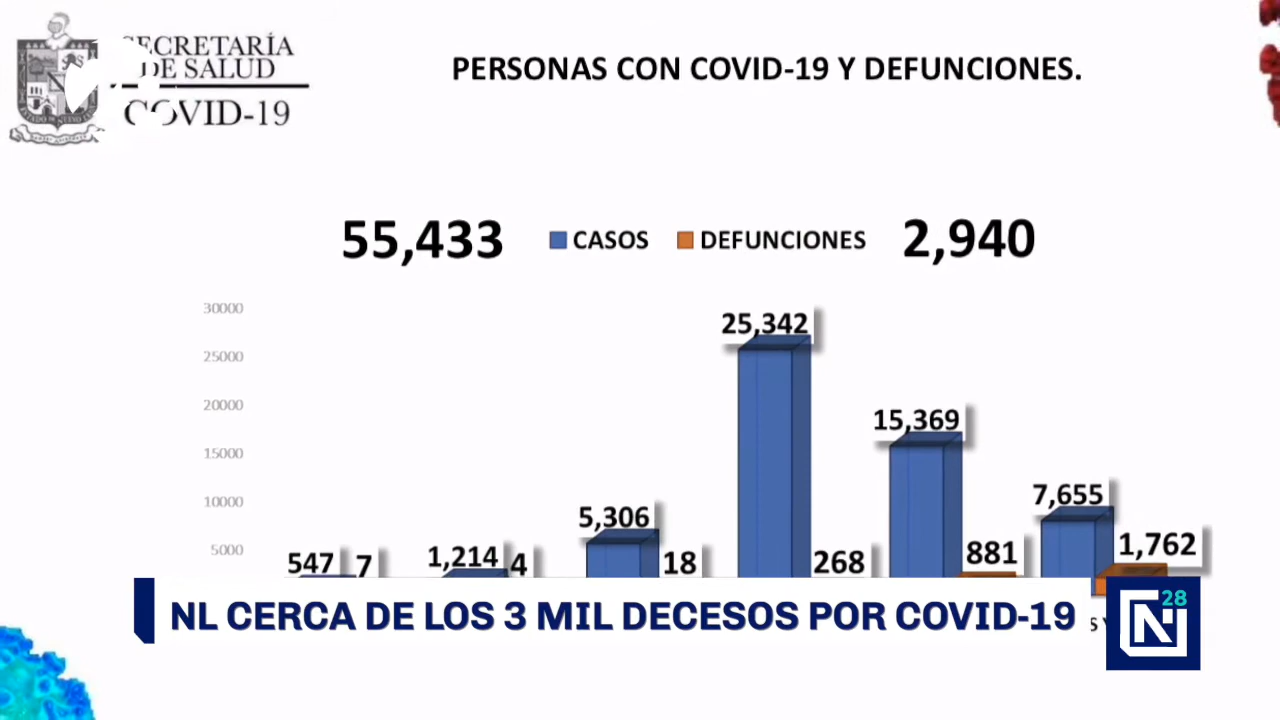 SECRETARÍA
DE SALUD
COVID-19
PERSONAS CON COVID-19 Y DEFUNCIONES.
55,433
CASOS
DEFUNCIONES
2,940
30000
25000
20000
15000
10000
5000
547
7
1,214
4
5,306
18
25,342
268
15,369
881
7,655
1,762
NL CERCA DE LOS 3 MIL DECESOS POR COVID-19
N
28